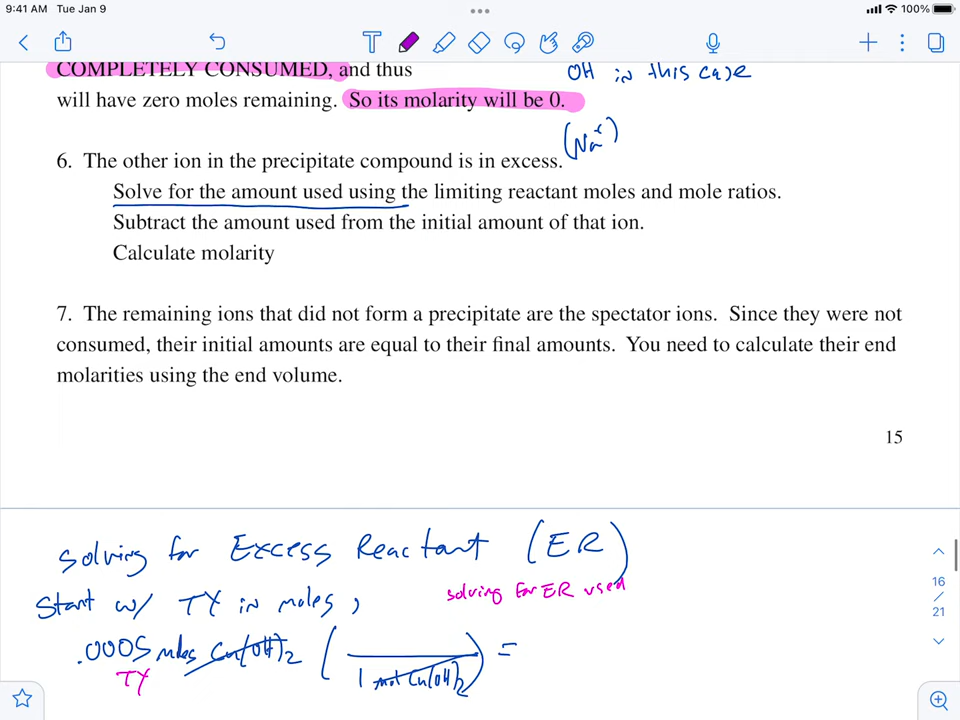 9:41 AM Tue Jan 9
100%
COMPLETELY CONSUMED, and thus
OH in this case
will have zero moles remaining. So its molarity will be 0.
(Na+)
6. The other ion in the precipitate compound is in excess.
Solve for the amount used using the limiting reactant moles and mole ratios.
Subtract the amount used from the initial amount of that ion.
Calculate molarity
7. The remaining ions that did not form a precipitate are the spectator ions. Since they were not
consumed, their initial amounts are equal to their final amounts. You need to calculate their end
molarities using the end volume.
15
solving for Excess Reactant (ER)
solving for ER used
Start w/ TY in moles,
.0005 moles Cu(OH)2 ( / 1 mol Cu(OH)2 ) =
TY
16
/
21
T